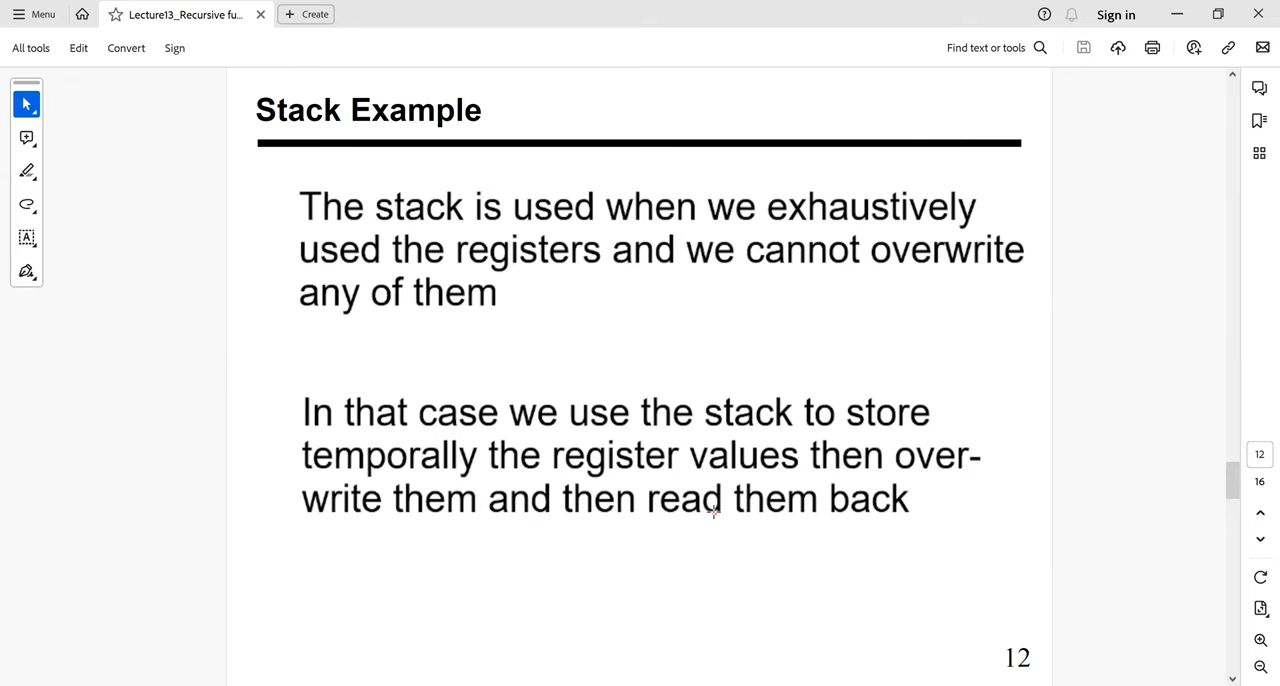 Menu
Lecture13_Recursive fu...
Create
Sign in
All tools
Edit
Convert
Sign
Find text or tools
Stack Example
The stack is used when we exhaustively
used the registers and we cannot overwrite
any of them
In that case we use the stack to store
temporally the register values then over-
write them and then read them back
12
12
16